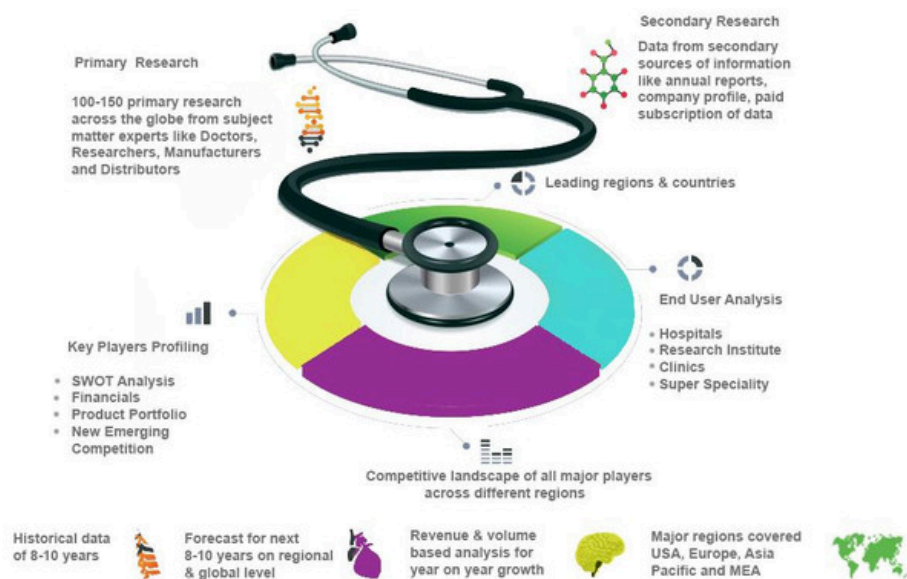 Primary Research
100-150 primary research
across the globe from subject
matter experts like Doctors,
Researchers, Manufacturers
and Distributors
Secondary Research
Data from secondary
sources of information
like annual reports,
company profile, paid
subscription of data
Leading regions & countries
End User Analysis
• Hospitals
• Research Institute
• Clinics
• Super Speciality
Key Players Profiling
• SWOT Analysis
• Financials
• Product Portfolio
• New Emerging
Competition
Competitive landscape of all major players
across different regions
Historical data
of 8-10 years
Forecast for next
8-10 years on regional
& global level
Revenue & volume
based analysis for
year on year growth
Major regions covered
USA, Europe, Asia
Pacific and MEA